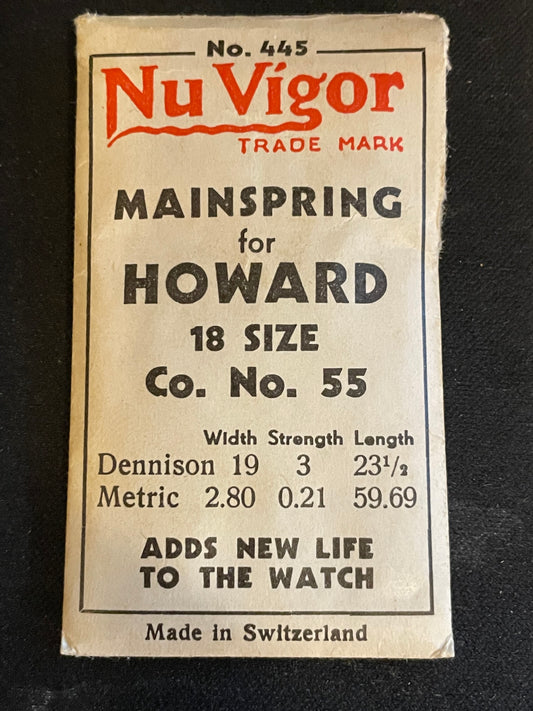 No. 445
Nu Vigor
TRADE MARK
MAINSPRING
for
HOWARD
18 SIZE
Co. No. 55
Width Strength Length
Dennison 19 3 23½
Metric 2.80 0.21 59.69
ADDS NEW LIFE
TO THE WATCH
Made in Switzerland